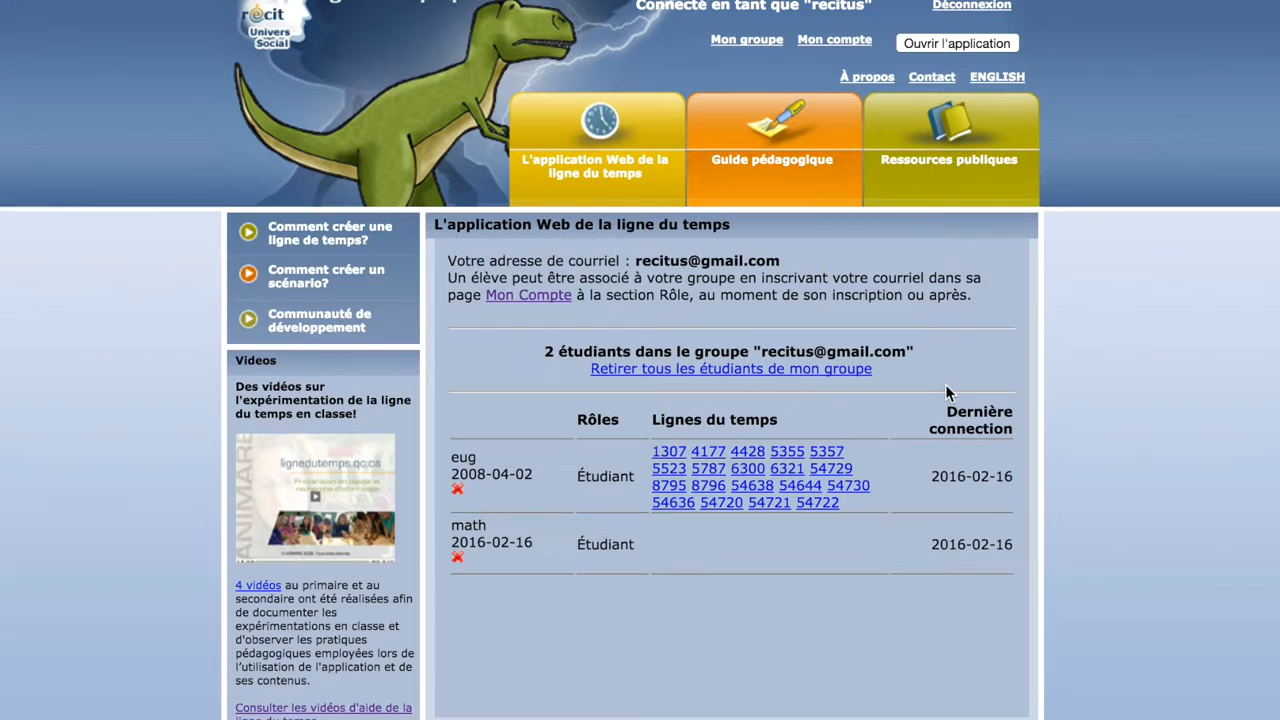 Connecté en tant que "recitus"
Déconnexion
récit
Univers
Social
Mon groupe
Mon compte
Ouvrir l'application
À propos
Contact
ENGLISH
L'application Web de la
ligne du temps
Guide pédagogique
Ressources publiques
Comment créer une
ligne de temps?
Comment créer un
scénario?
Communauté de
développement
Videos
Des vidéos sur
l'expérimentation de la ligne
du temps en classe!
lignedutemps.qc.ca
4 vidéos au primaire et au
secondaire ont été réalisées afin
de documenter les
expérimentations en classe et
d'observer les pratiques
pédagogiques employées lors de
l'utilisation de l'application et de
ses contenus.
Consulter les vidéos d'aide de la
L'application Web de la ligne du temps
Votre adresse de courriel : recitus@gmail.com
Un élève peut être associé à votre groupe en inscrivant votre courriel dans sa
page Mon Compte à la section Rôle, au moment de son inscription ou après.
2 étudiants dans le groupe "recitus@gmail.com"
Retirer tous les étudiants de mon groupe
Rôles
Lignes du temps
Dernière
connection
eug
2008-04-02
Étudiant
1307 4177 4428 5355 5357
5523 5787 6300 6321 54729
8795 8796 54638 54644 54730
54636 54720 54721 54722
2016-02-16
math
2016-02-16
Étudiant
2016-02-16